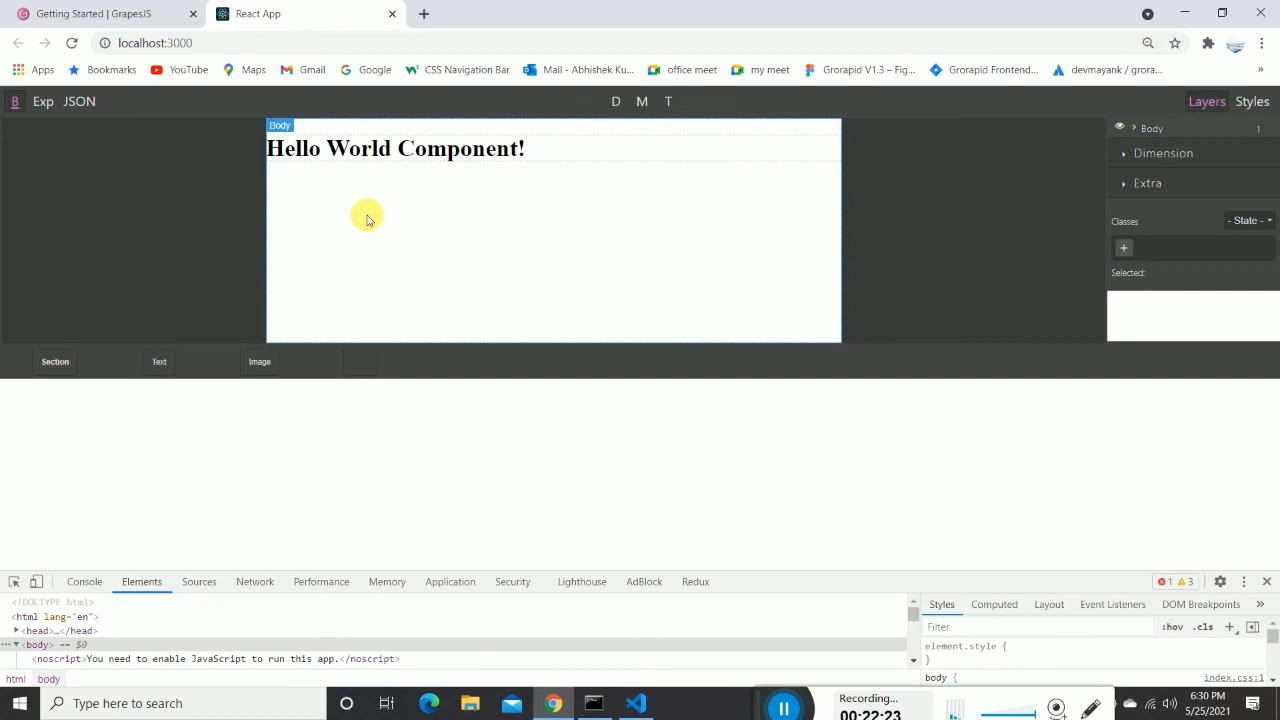 Getting Started | GrapesJS
React App
localhost:3000
Apps Bookmarks YouTube Maps Gmail Google CSS Navigation Bar Mail - Abhishek Ku... office meet my meet Grorapid V1.3 – Fig... Grorapid Frontend... devmayank / grora... »
B Exp JSON D M T Layers Styles
Body
Body 1
Hello World Component!
Dimension
Extra
Classes - State -
+
Selected:
Section Text Image
Console Elements Sources Network Performance Memory Application Security Lighthouse AdBlock Redux 1 3
<!DOCTYPE html>
<html lang="en">
<head>…</head>
<body> == $0
<noscript>You need to enable JavaScript to run this app.</noscript>
html body
Styles Computed Layout Event Listeners DOM Breakpoints »
Filter :hov .cls +
element.style {
}
body { index.css:1
Type here to search
Recording...
00:22:23
6:30 PM
5/25/2021